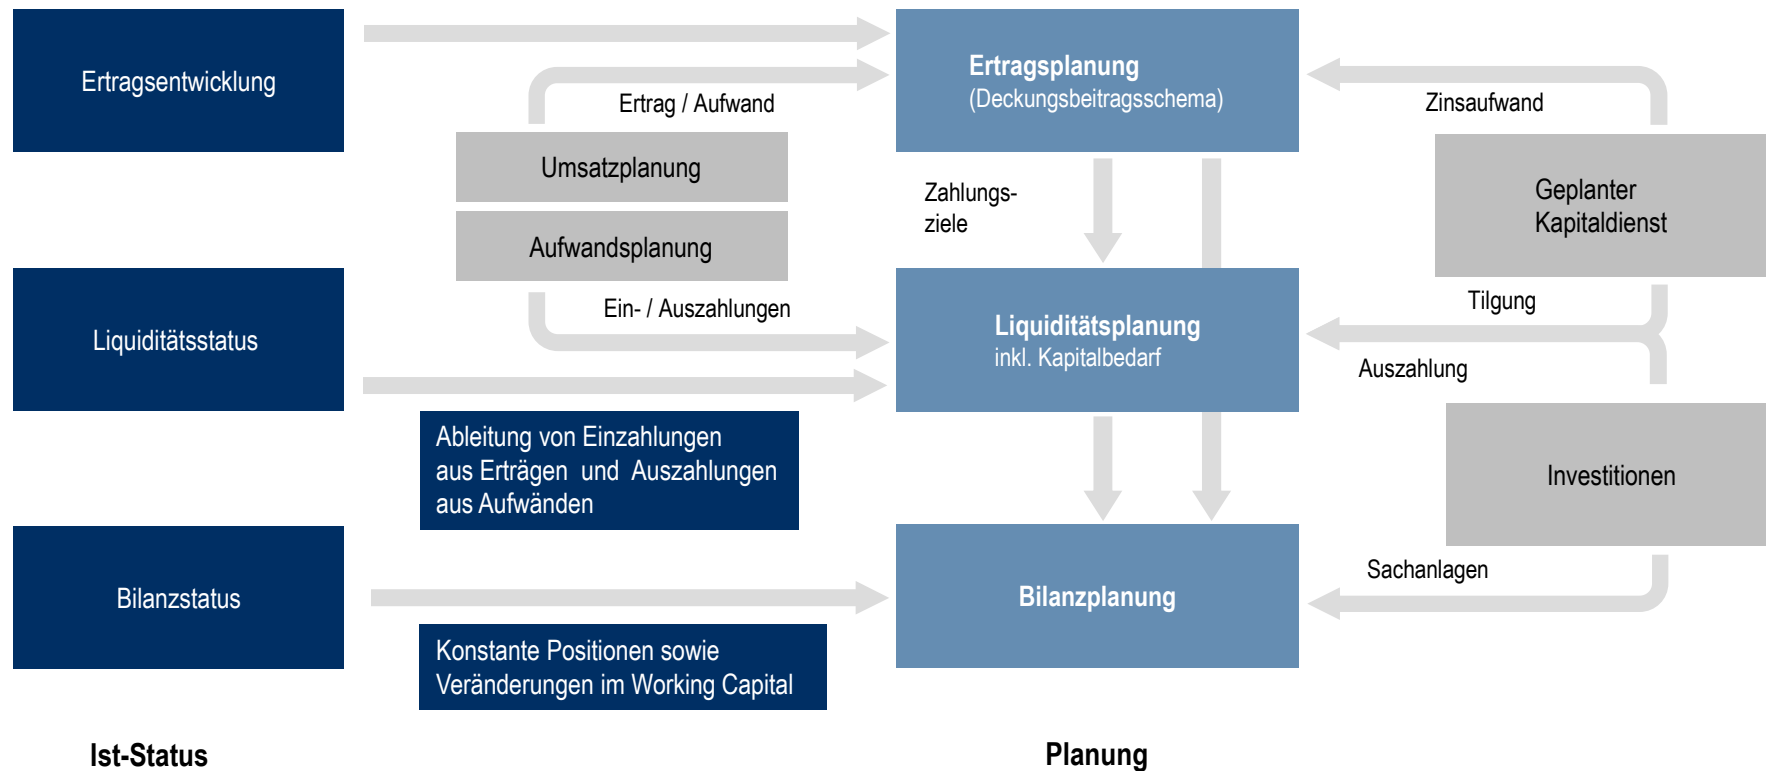 Ertragsentwicklung
Ertrag / Aufwand
Umsatzplanung
Aufwandsplanung
Ein- / Auszahlungen
Ertragsplanung
(Deckungsbeitragsschema)
Zinsaufwand
Zahlungs-
ziele
Geplanter
Kapitaldienst
Liquiditätsstatus
Liquiditätsplanung
inkl. Kapitalbedarf
Tilgung
Auszahlung
Ableitung von Einzahlungen
aus Erträgen und Auszahlungen
aus Aufwänden
Investitionen
Bilanzstatus
Bilanzplanung
Sachanlagen
Konstante Positionen sowie
Veränderungen im Working Capital
Ist-Status
Planung